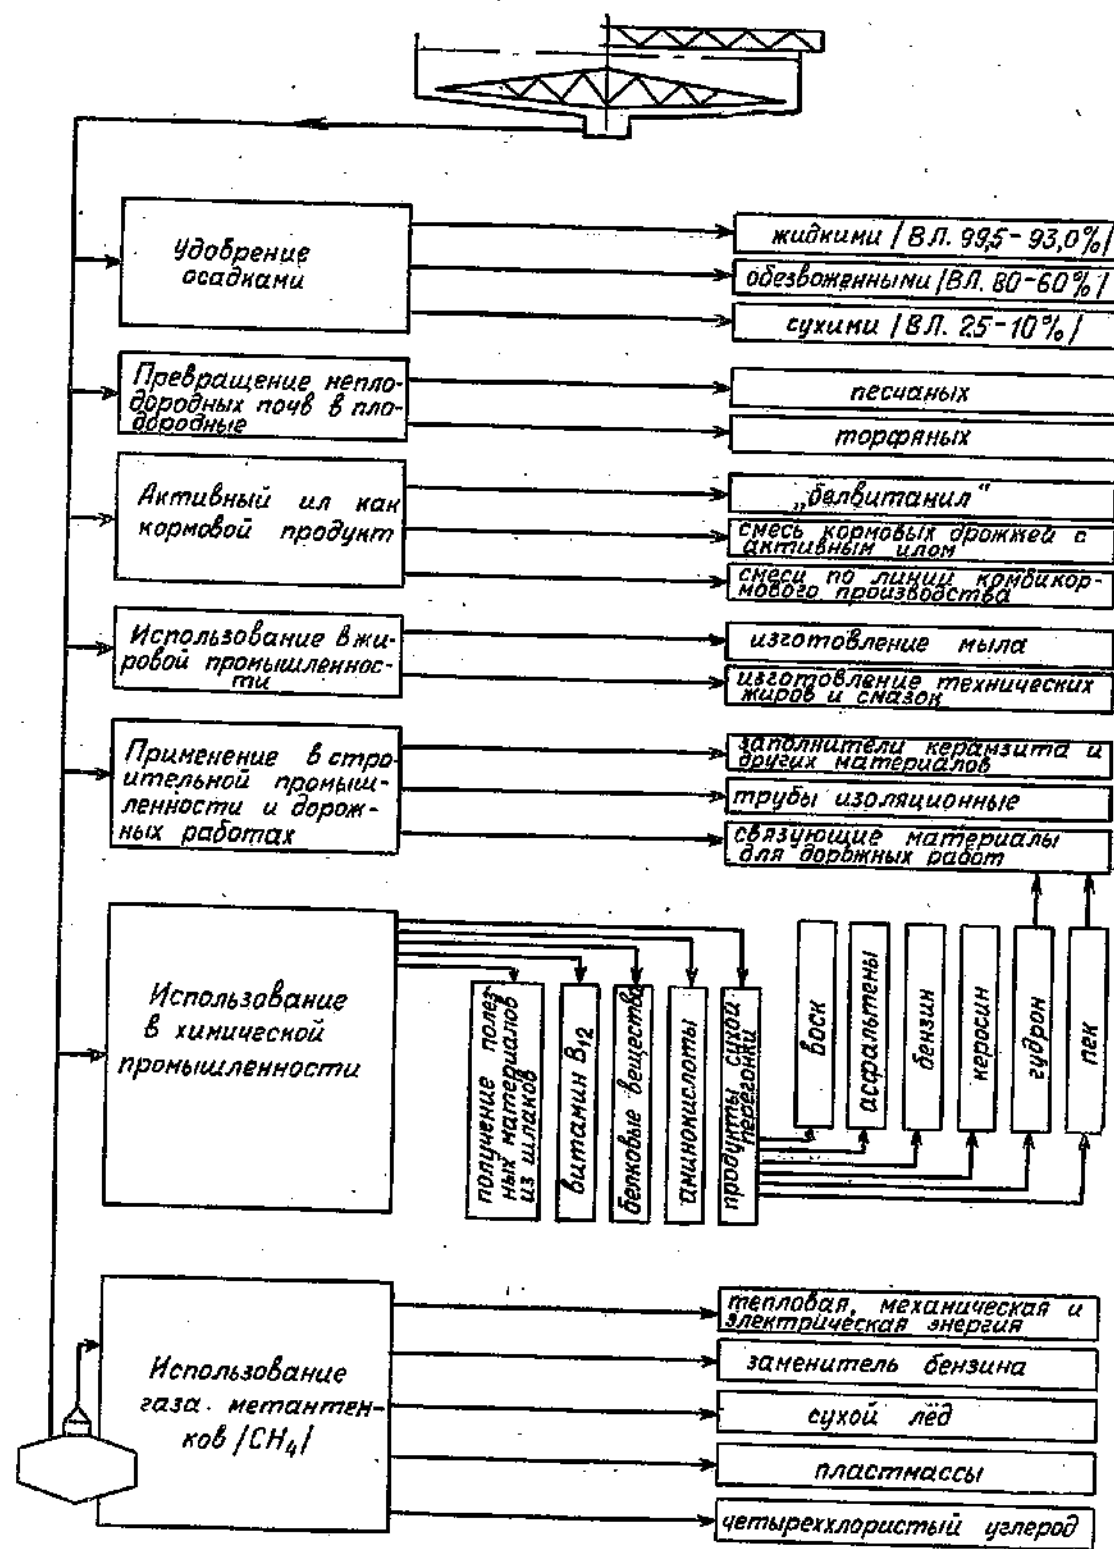 Удобрение
осадками
жидкими /ВЛ. 99,5-93,0%/
обезвоженными /ВЛ. 80-60%/
сухими /ВЛ. 25-10%/
Превращение непло-
дородных почв в пло-
дородные
песчаных
торфяных
Активный ил как
кормовой продукт
„белвитанил"
смесь кормовых дрожжей с
активным илом
смеси по линии комбикор-
мового производства
Использование в жи-
ровой промышленнос-
ти
изготовление мыла
изготовление технических
жиров и смазок
Применение в стро-
ительной промыш-
ленности и дорож-
ных работах
заполнители керамзита и
других материалов
трубы изоляционные
связующие материалы
для дорожных работ
Использование
в химической
промышленности
получение полез-
ных материалов
из шлаков
витамин B12
белковые вещества
аминокислоты
продукты сухой
перегонки
воск
асфальтены
бензин
керосин
гудрон
пек
Использование
газа метантен-
ков /CH4/
тепловая, механическая и
электрическая энергия
заменитель бензина
сухой лёд
пластмассы
четыреххлористый углерод